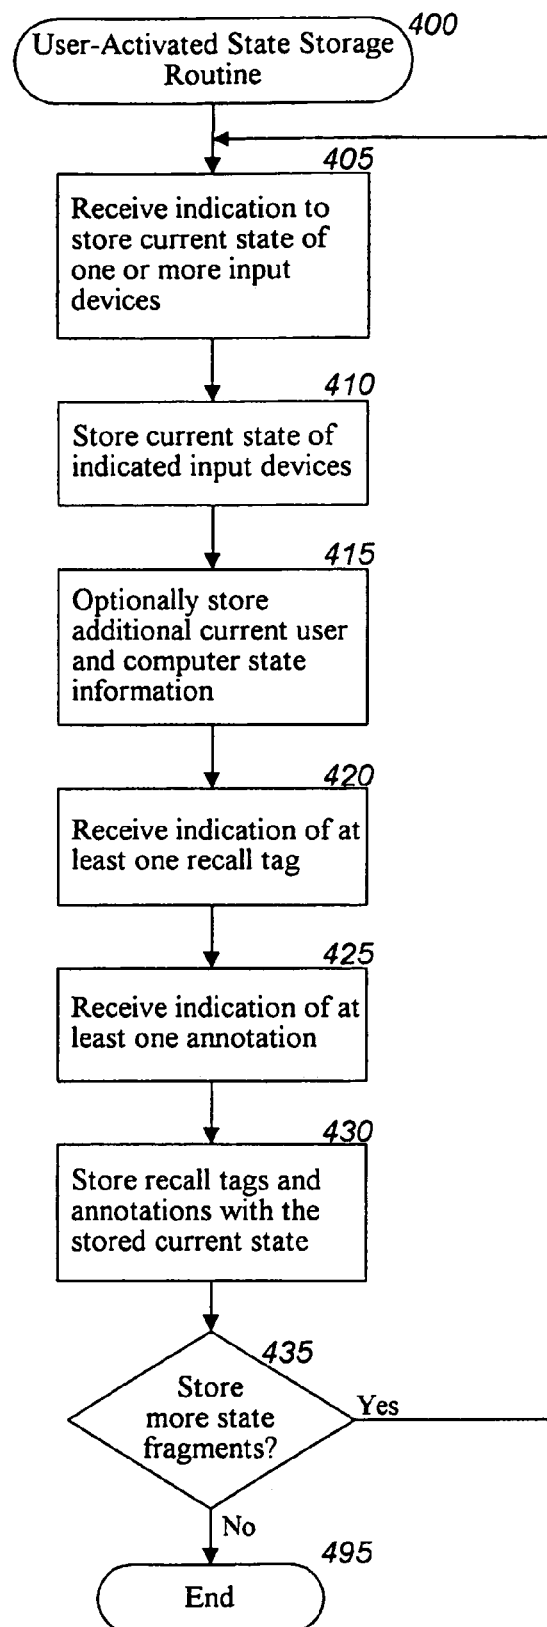 400
User-Activated State Storage
Routine
405
Receive indication to
store current state of
one or more input
devices
410
Store current state of
indicated input devices
415
Optionally store
additional current user
and computer state
information
420
Receive indication of at
least one recall tag
425
Receive indication of at
least one annotation
430
Store recall tags and
annotations with the
stored current state
435
Store
more state
fragments?
Yes
No
495
End